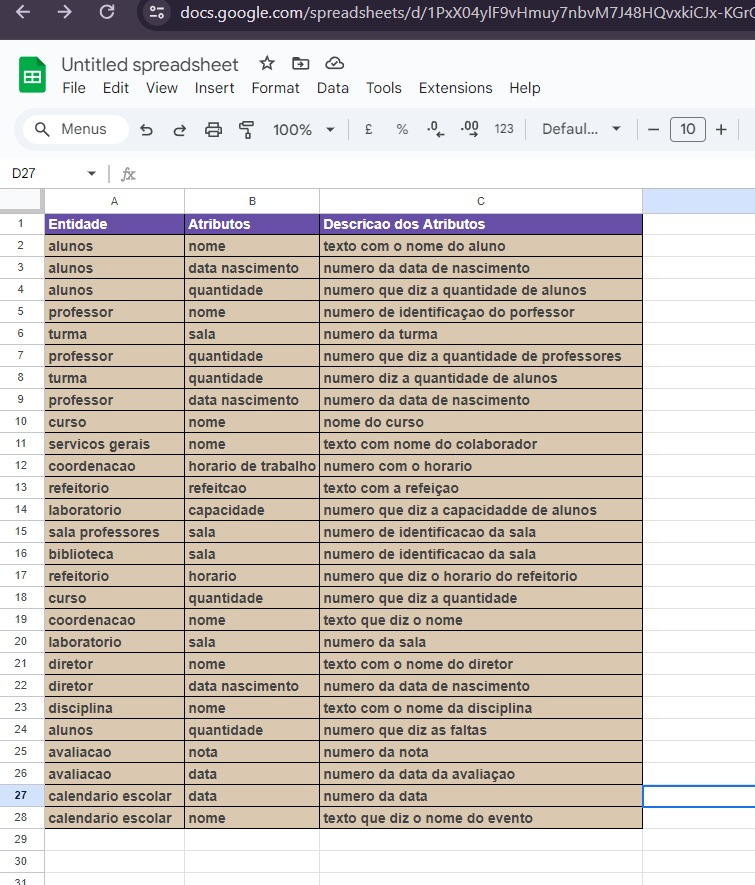 docs.google.com/spreadsheets/d/1PxX04ylF9vHmuy7nbvM7J48HQvxkiCJx-KGr
Untitled spreadsheet
File Edit View Insert Format Data Tools Extensions Help
Menus 100% £ % .0 .00 123 Defaul... 10
D27 fx
A B C
1 Entidade Atributos Descricao dos Atributos
2 alunos nome texto com o nome do aluno
3 alunos data nascimento numero da data de nascimento
4 alunos quantidade numero que diz a quantidade de alunos
5 professor nome numero de identificaçao do porfessor
6 turma sala numero da turma
7 professor quantidade numero que diz a quantidade de professores
8 turma quantidade numero diz a quantidade de alunos
9 professor data nascimento numero da data de nascimento
10 curso nome nome do curso
11 servicos gerais nome texto com nome do colaborador
12 coordenacao horario de trabalho numero com o horario
13 refeitorio refeitcao texto com a refeiçao
14 laboratorio capacidade numero que diz a capacidadde de alunos
15 sala professores sala numero de identificacao da sala
16 biblioteca sala numero de identificacao da sala
17 refeitorio horario numero que diz o horario do refeitorio
18 curso quantidade numero que diz a quantidade
19 coordenacao nome texto que diz o nome
20 laboratorio sala numero da sala
21 diretor nome texto com o nome do diretor
22 diretor data nascimento numero da data de nascimento
23 disciplina nome texto com o nome da disciplina
24 alunos quantidade numero que diz as faltas
25 avaliacao nota numero da nota
26 avaliacao data numero da data da avaliaçao
27 calendario escolar data numero da data
28 calendario escolar nome texto que diz o nome do evento
29
30
31